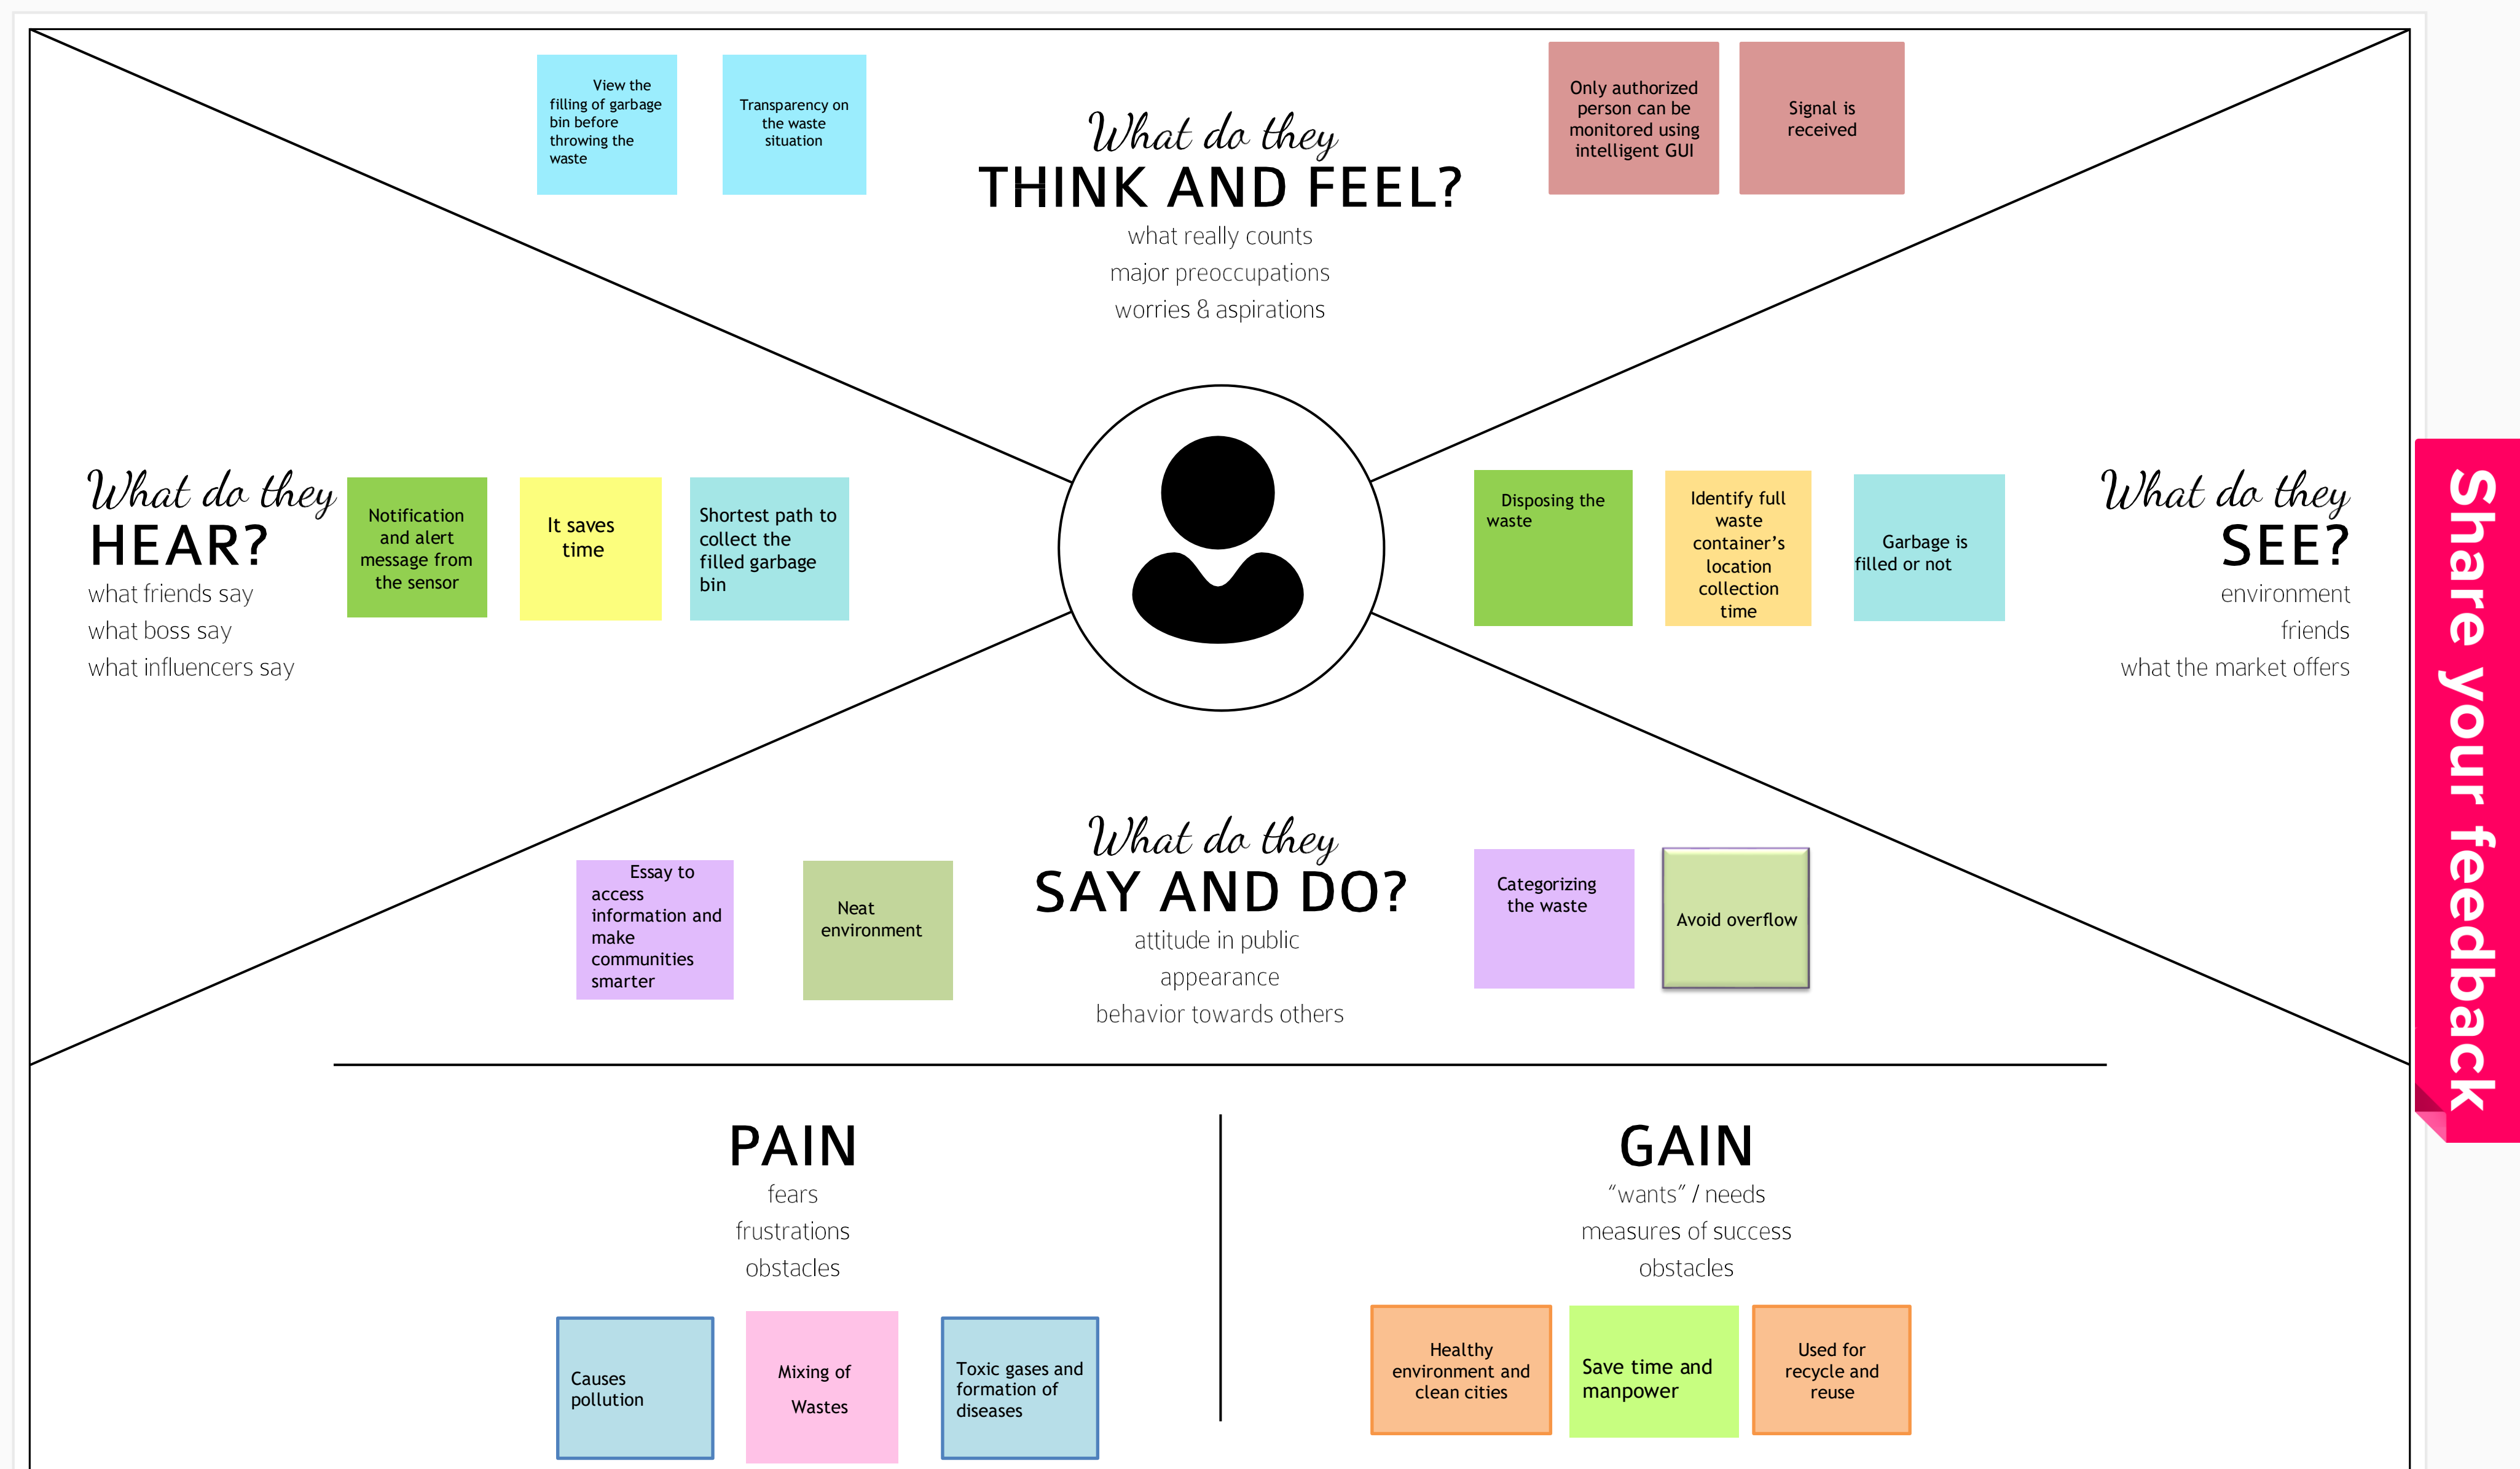 View the
filling of garbage
bin before
throwing the
waste
Transparency on
the waste
situation
What do they
THINK AND FEEL?
what really counts
major preoccupations
worries & aspirations
Only authorized
person can be
monitored using
intelligent GUI
Signal is
received
What do they
HEAR?
what friends say
what boss say
what influencers say
Notification
and alert
message from
the sensor
It saves
time
Shortest path to
collect the
filled garbage
bin
Disposing the
waste
Identify full
waste
container’s
location
collection
time
Garbage is
filled or not
What do they
SEE?
environment
friends
what the market offers
Share your feedback
Essay to
access
information and
make
communities
smarter
Neat
environment
What do they
SAY AND DO?
attitude in public
appearance
behavior towards others
Categorizing
the waste
Avoid overflow
PAIN
fears
frustrations
obstacles
Causes
pollution
Mixing of
Wastes
Toxic gases and
formation of
diseases
GAIN
“wants” / needs
measures of success
obstacles
Healthy
environment and
clean cities
Save time and
manpower
Used for
recycle and
reuse